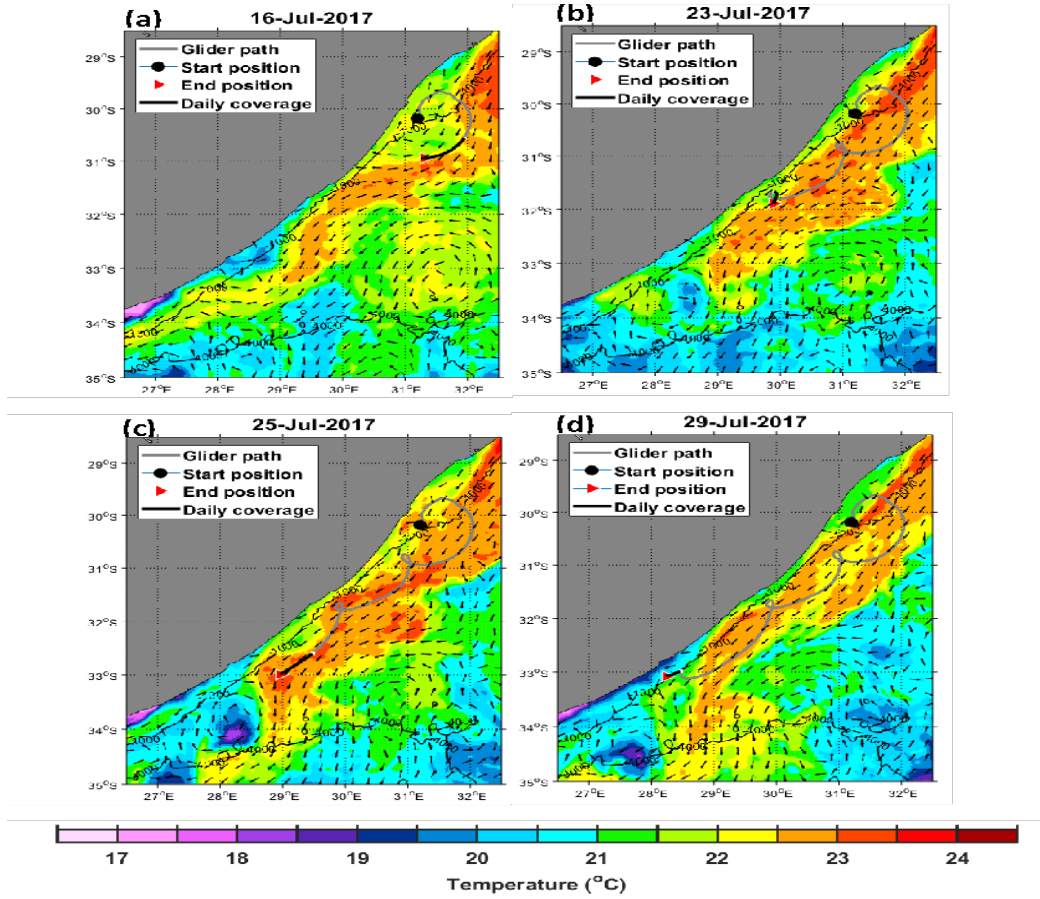 (a) 16-Jul-2017
Glider path
Start position
End position
Daily coverage
29°S
30°S
31°S
32°S
33°S
34°S
35°S
27°E 28°E 29°E 30°E 31°E 32°E
(b) 23-Jul-2017
Glider path
Start position
End position
Daily coverage
29°S
30°S
31°S
32°S
33°S
34°S
35°S
27°E 28°E 29°E 30°E 31°E 32°E
(c) 25-Jul-2017
Glider path
Start position
End position
Daily coverage
29°S
30°S
31°S
32°S
33°S
34°S
35°S
27°E 28°E 29°E 30°E 31°E 32°E
(d) 29-Jul-2017
Glider path
Start position
End position
Daily coverage
29°S
30°S
31°S
32°S
33°S
34°S
35°S
27°E 28°E 29°E 30°E 31°E 32°E
17 18 19 20 21 22 23 24
Temperature (°C)